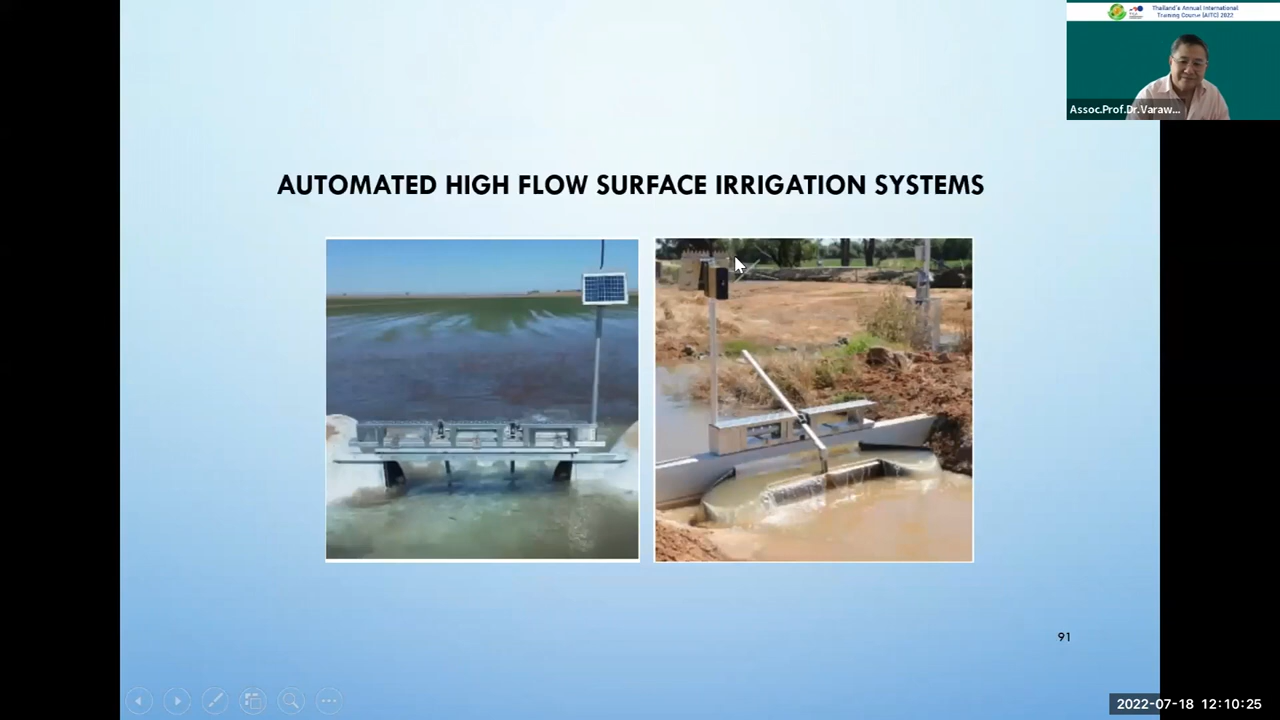 Thailand's Annual International
Training Course (AITC) 2022
Assoc.Prof.Dr.Varaw...
AUTOMATED HIGH FLOW SURFACE IRRIGATION SYSTEMS
91
2022-07-18 12:10:25